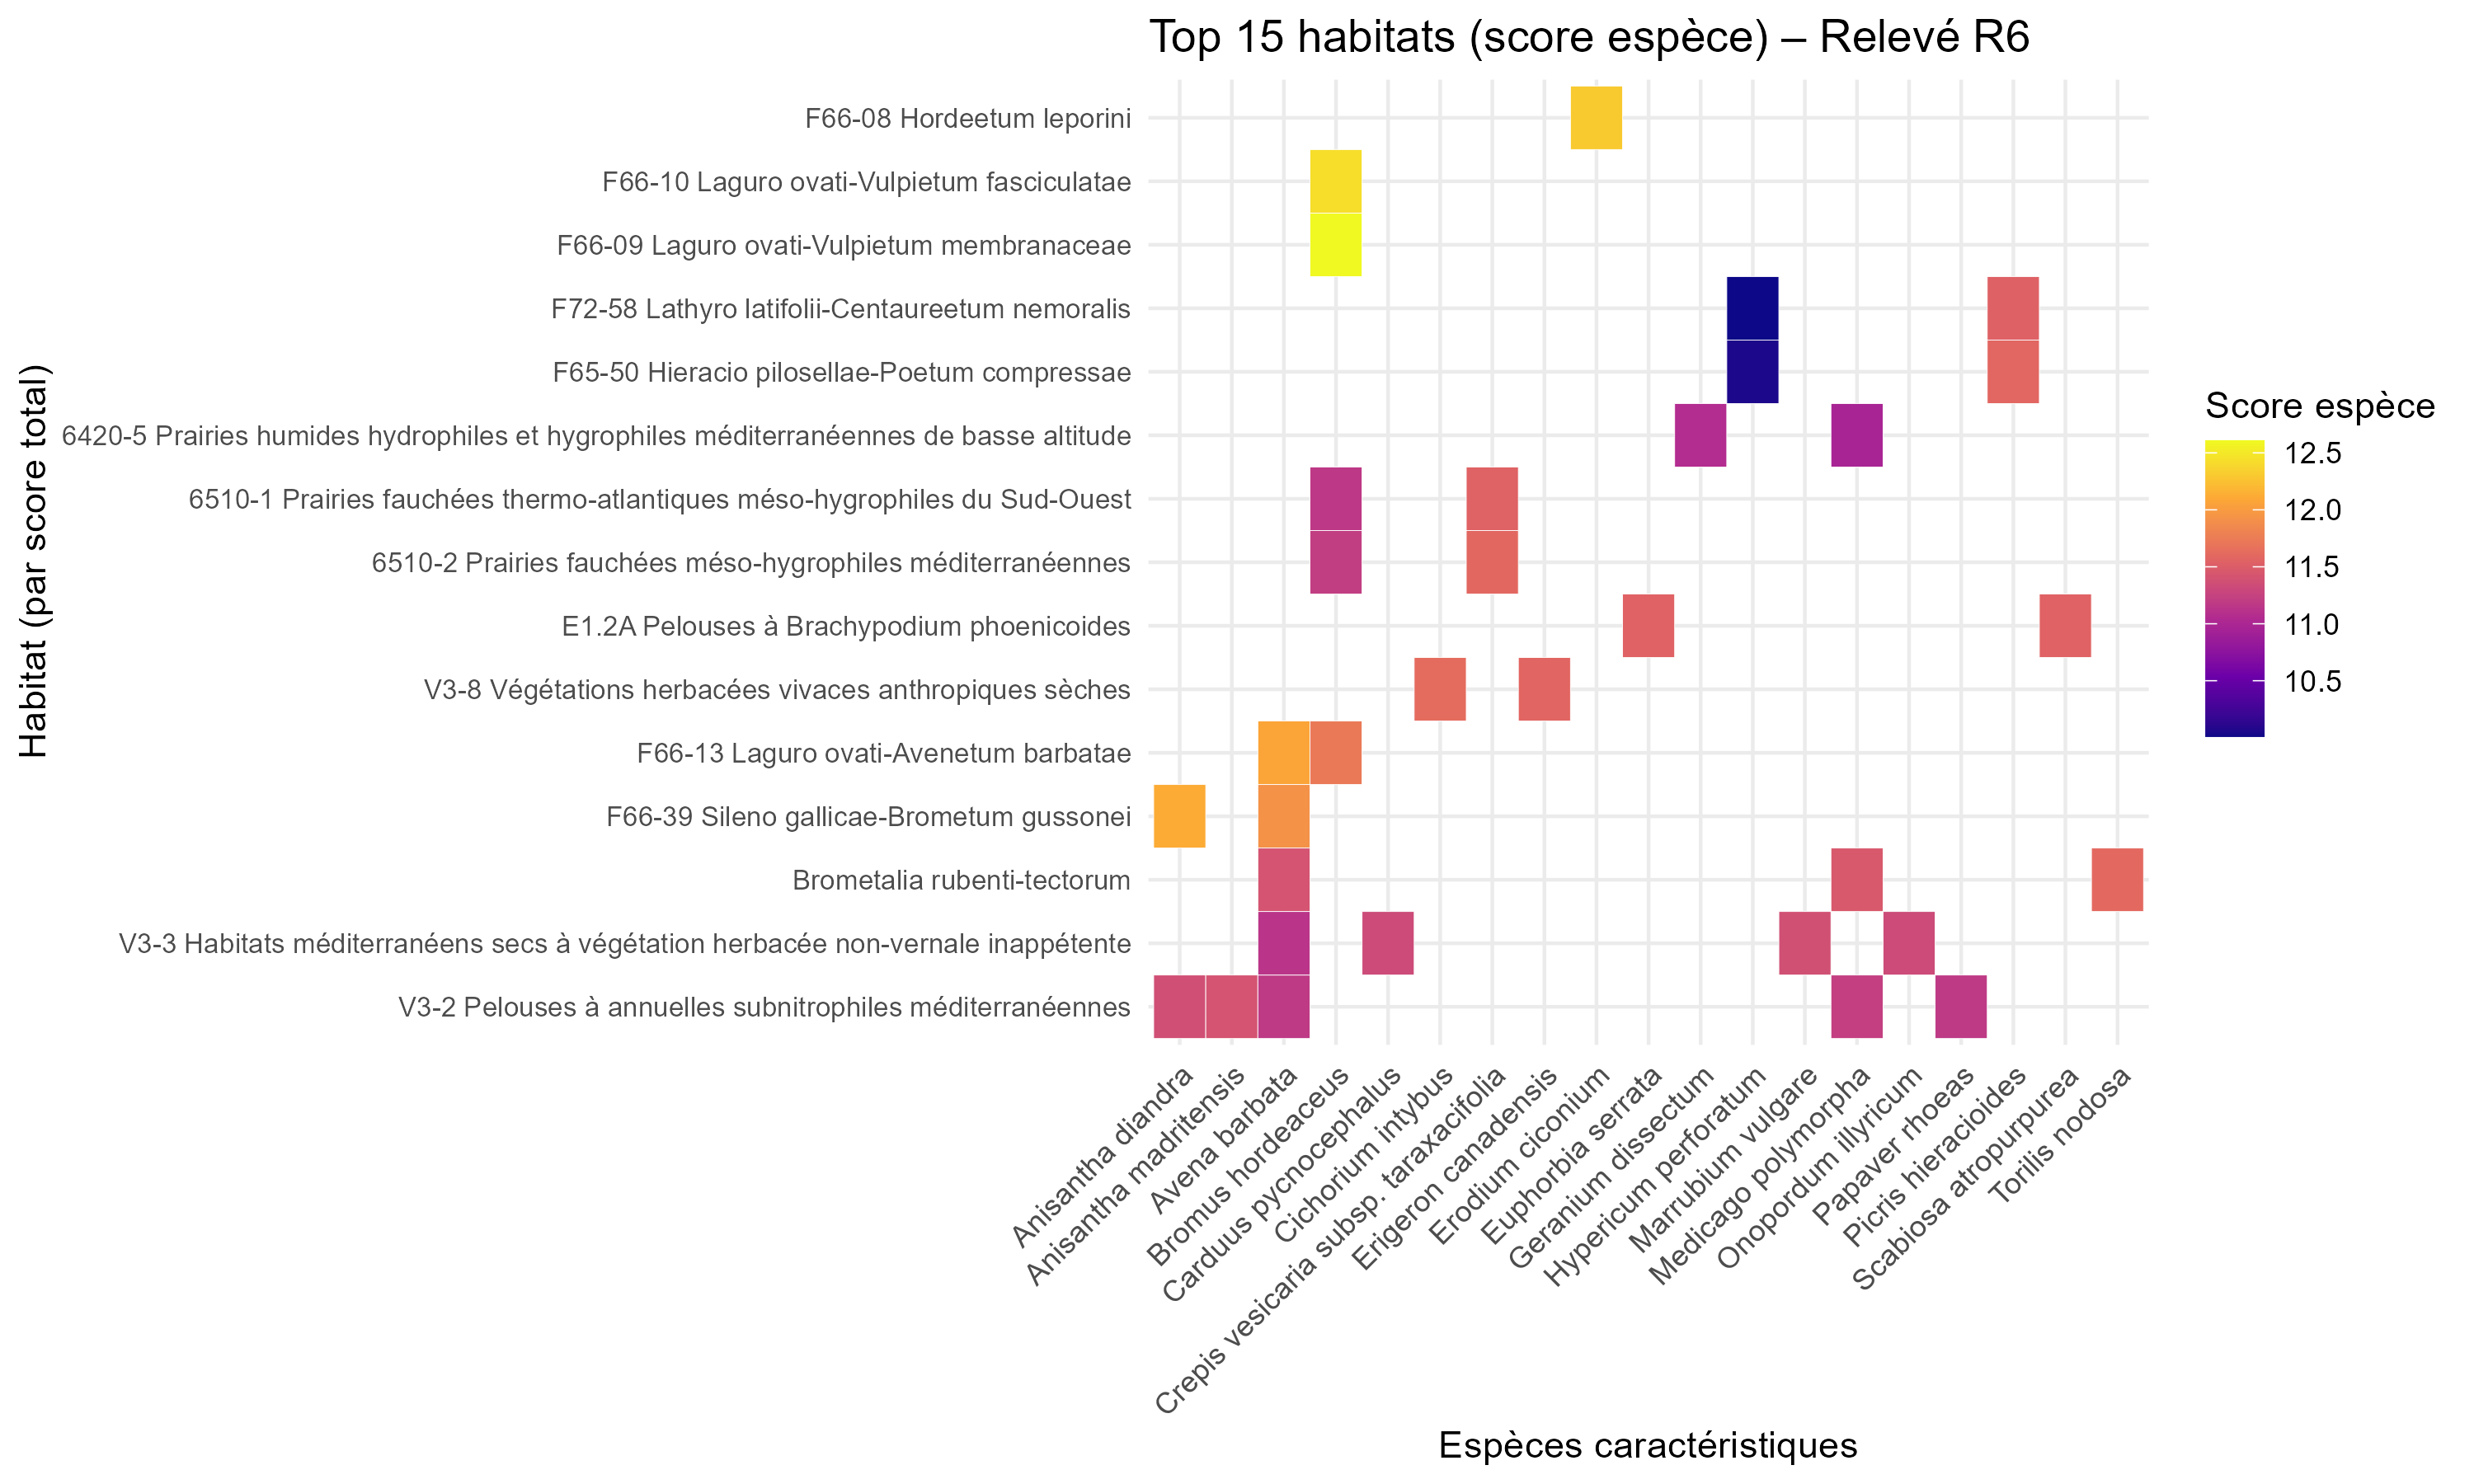 Top 15 habitats (score espèce) – Relevé R6
Habitat (par score total)
F66-08 Hordeetum leporini
F66-10 Laguro ovati-Vulpietum fasciculatae
F66-09 Laguro ovati-Vulpietum membranaceae
F72-58 Lathyro latifolii-Centaureetum nemoralis
F65-50 Hieracio pilosellae-Poetum compressae
6420-5 Prairies humides hydrophiles et hygrophiles méditerranéennes de basse altitude
6510-1 Prairies fauchées thermo-atlantiques méso-hygrophiles du Sud-Ouest
6510-2 Prairies fauchées méso-hygrophiles méditerranéennes
E1.2A Pelouses à Brachypodium phoenicoides
V3-8 Végétations herbacées vivaces anthropiques sèches
F66-13 Laguro ovati-Avenetum barbatae
F66-39 Sileno gallicae-Brometum gussonei
Brometalia rubenti-tectorum
V3-3 Habitats méditerranéens secs à végétation herbacée non-vernale inappétente
V3-2 Pelouses à annuelles subnitrophiles méditerranéennes
Score espèce
12.5
12.0
11.5
11.0
10.5
Anisantha diandra
Anisantha madritensis
Avena barbata
Bromus hordeaceus
Carduus pycnocephalus
Cichorium intybus
Crepis vesicaria subsp. taraxacifolia
Erigeron canadensis
Erodium ciconium
Euphorbia serrata
Geranium dissectum
Hypericum perforatum
Marrubium vulgare
Medicago polymorpha
Onopordum illyricum
Papaver rhoeas
Picris hieracioides
Scabiosa atropurpurea
Torilis nodosa
Espèces caractéristiques